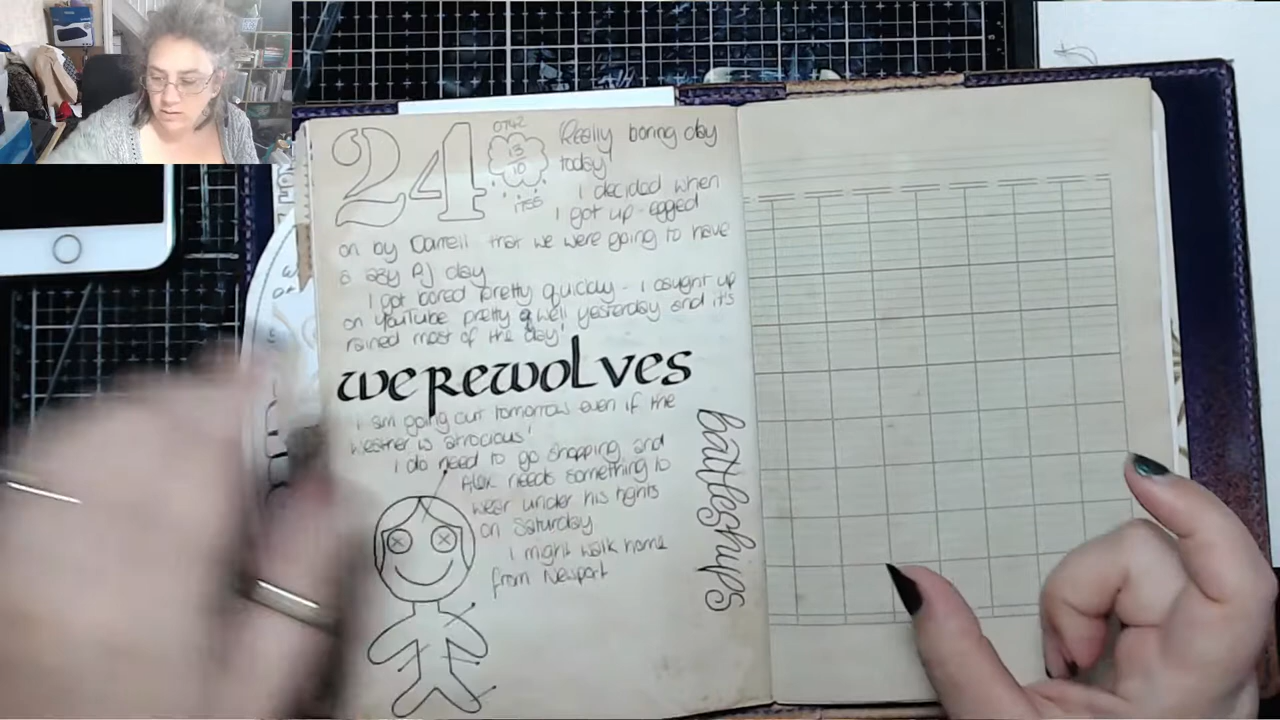 24
0742
13
10
1755
Really boring day
today!
I decided when
I got up - egged
on by Darrell that we were going to have
a lazy PJ day
I got bored pretty quickly - I caught up
on YouTube pretty well yesterday and it's
rained most of the day!
werewolves
I am going out tomorrow even if the
weather is atrocious!
I do need to go shopping and
Alex needs something to
wear under his tights
on Saturday
I might walk home
from Newport
battleships